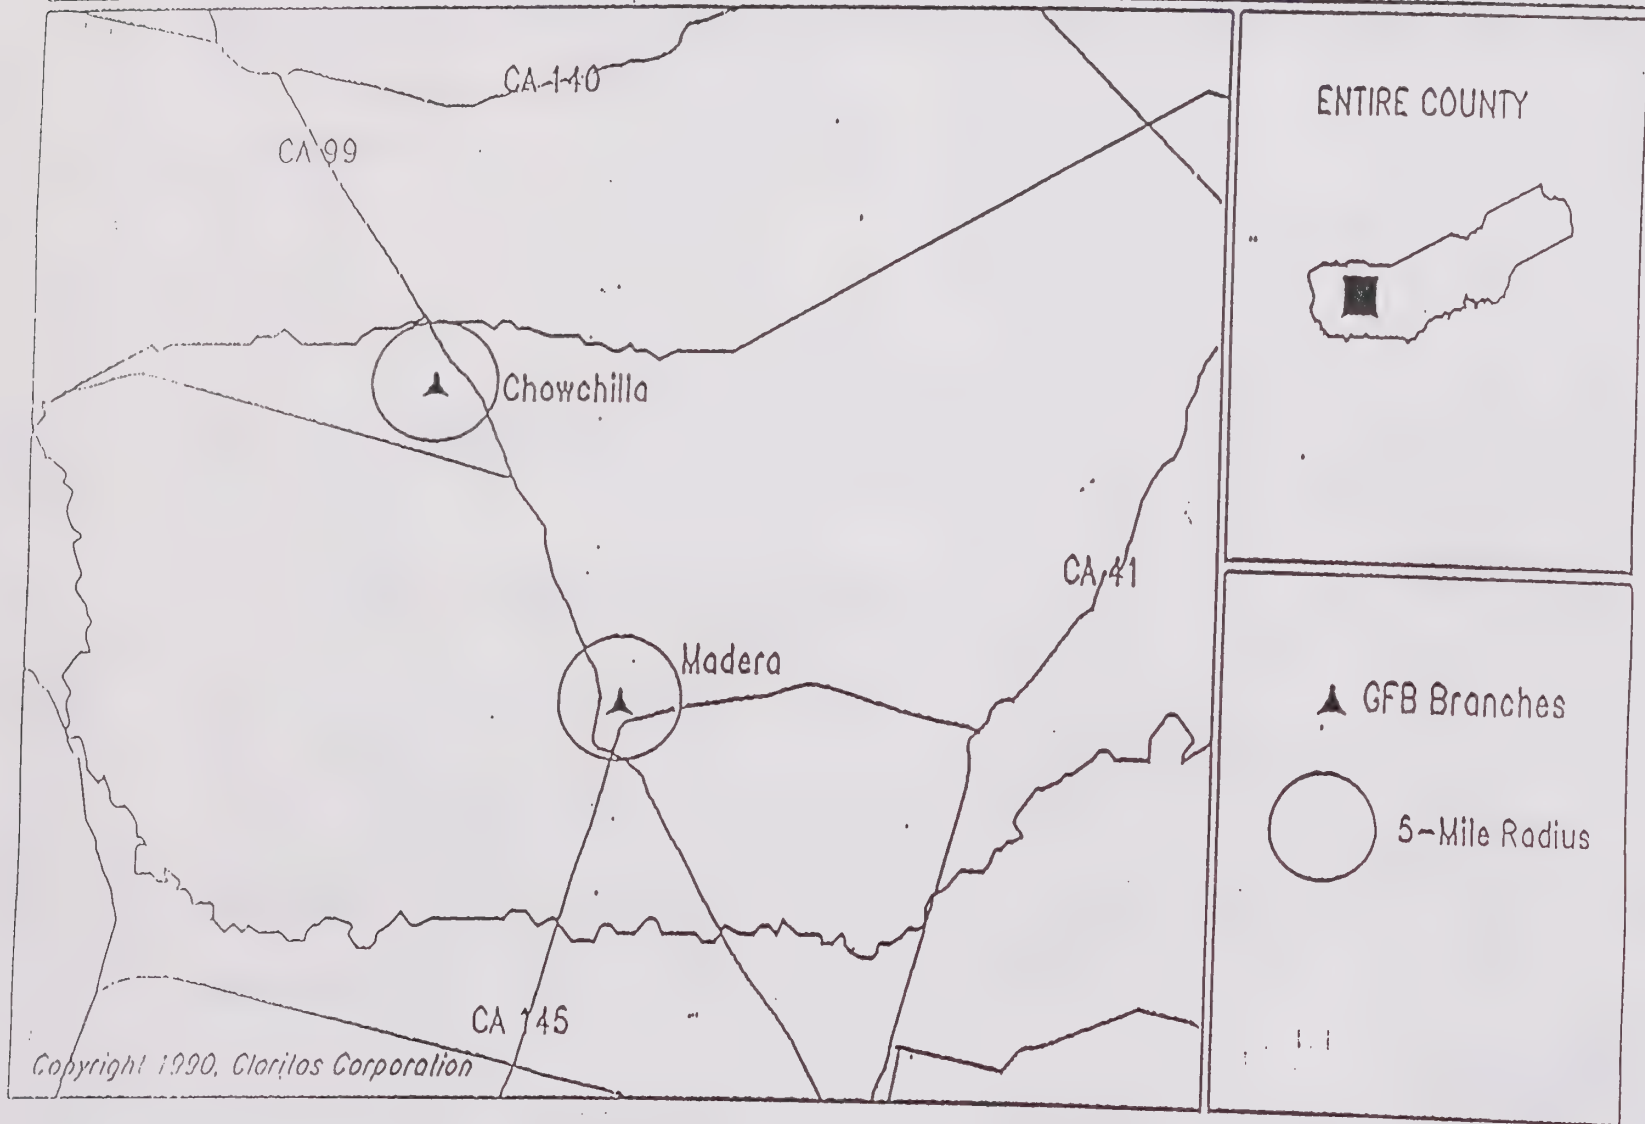 CA 140
CA 99
Chowchilla
CA 41
Madera
CA 145
Copyright 1990, Claritas Corporation
ENTIRE COUNTY
GFB Branches
5-Mile Radius